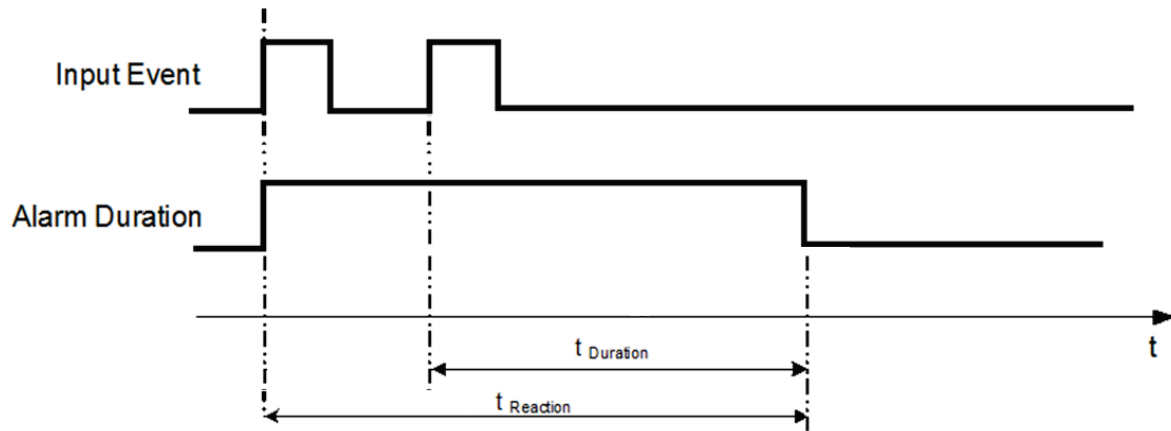 Input Event
Alarm Duration
t
t Duration
t Reaction